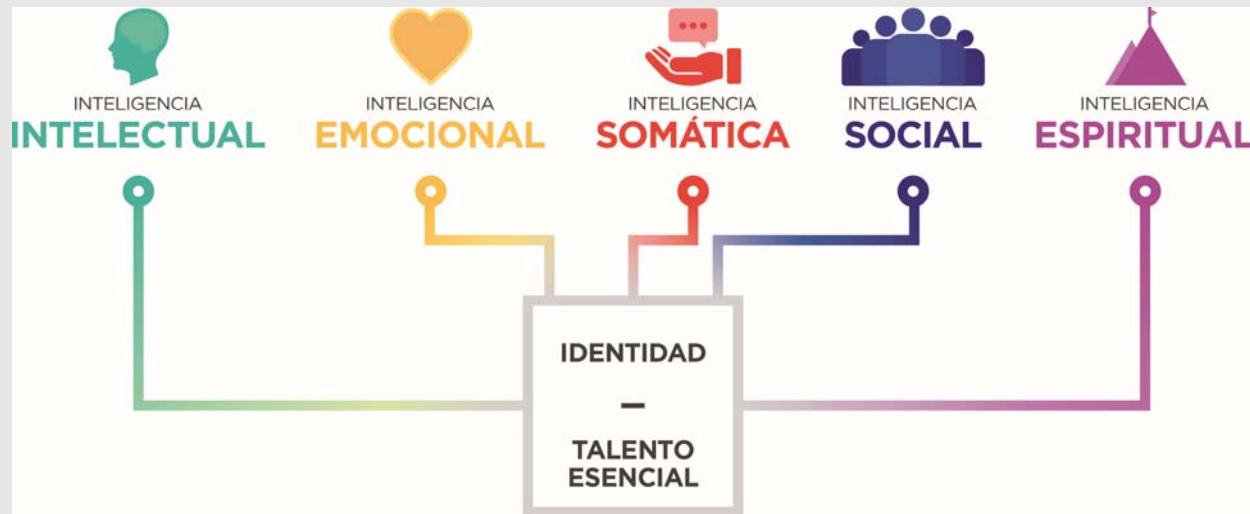 INTELIGENCIA
INTELECTUAL
INTELIGENCIA
EMOCIONAL
INTELIGENCIA
SOMÁTICA
INTELIGENCIA
SOCIAL
INTELIGENCIA
ESPIRITUAL
IDENTIDAD
–
TALENTO
ESENCIAL